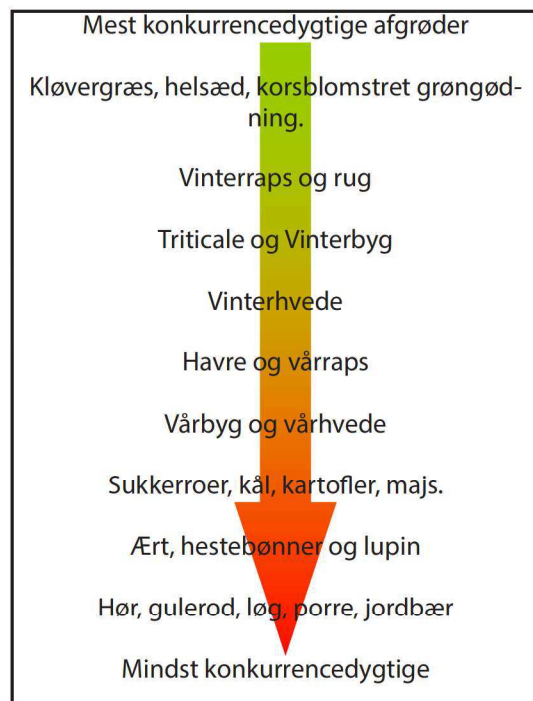 Mest konkurrencedygtige afgrøder
Kløvergræs, helsæd, korsblomstret grøngød-
ning.
Vinterraps og rug
Triticale og Vinterbyg
Vinterhvede
Havre og vårraps
Vårbyg og vårhvede
Sukkerroer, kål, kartofler, majs.
Ært, hestebønner og lupin
Hør, gulerod, løg, porre, jordbær
Mindst konkurrencedygtige